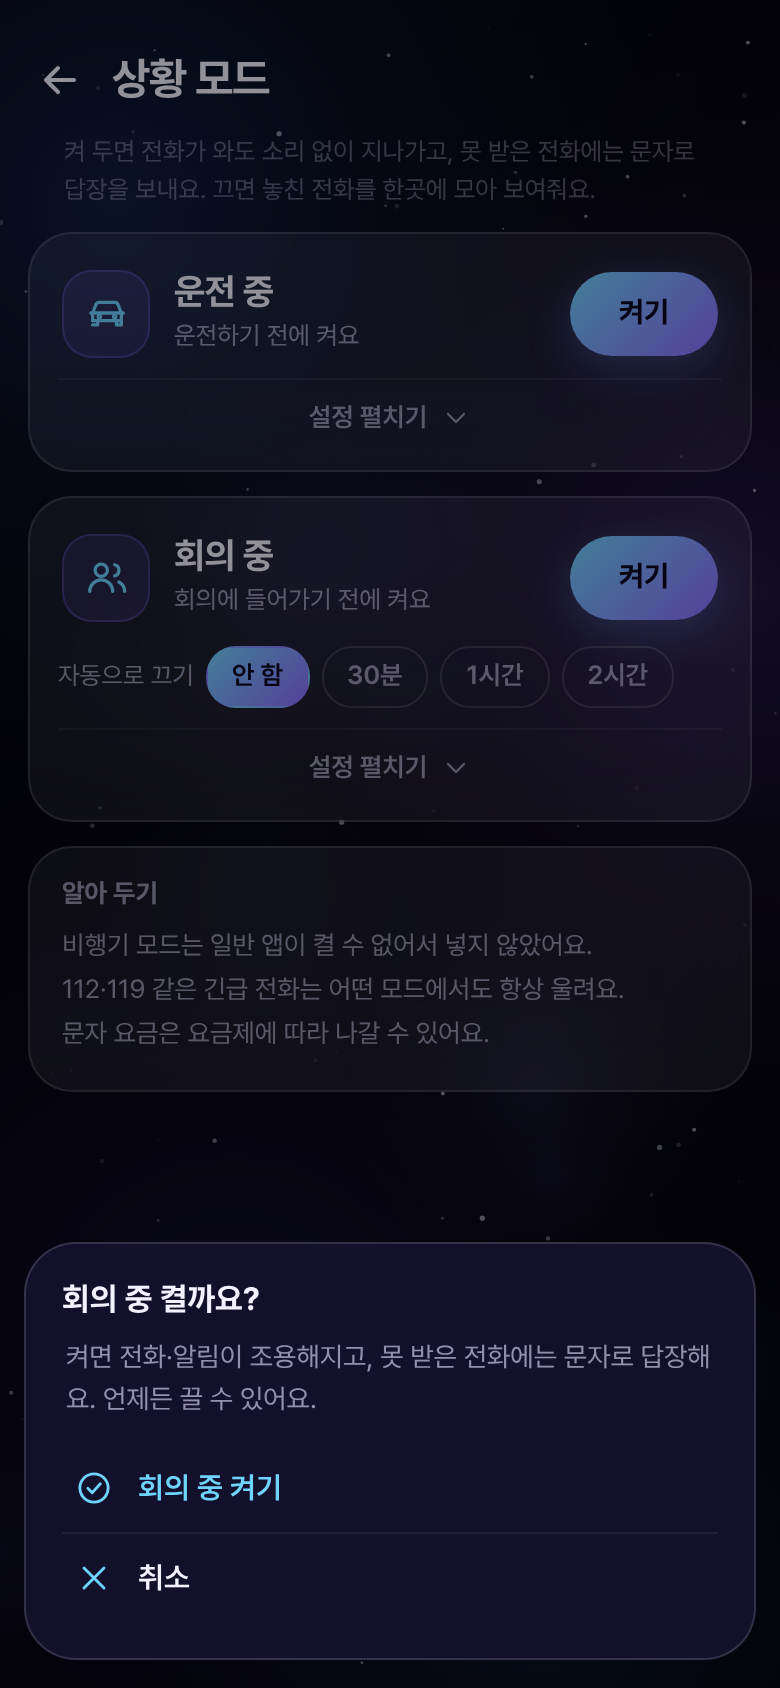 상황 모드
켜 두면 전화가 와도 소리 없이 지나가고, 못 받은 전화에는 문자로
답장을 보내요. 끄면 놓친 전화를 한곳에 모아 보여줘요.
운전 중
운전하기 전에 켜요
켜기
설정 펼치기
회의 중
회의에 들어가기 전에 켜요
켜기
자동으로 끄기 안 함 30분 1시간 2시간
설정 펼치기
알아 두기
비행기 모드는 일반 앱이 켤 수 없어서 넣지 않았어요.
112·119 같은 긴급 전화는 어떤 모드에서도 항상 울려요.
문자 요금은 요금제에 따라 나갈 수 있어요.
회의 중 켤까요?
켜면 전화·알림이 조용해지고, 못 받은 전화에는 문자로 답장해
요. 언제든 끌 수 있어요.
회의 중 켜기
취소